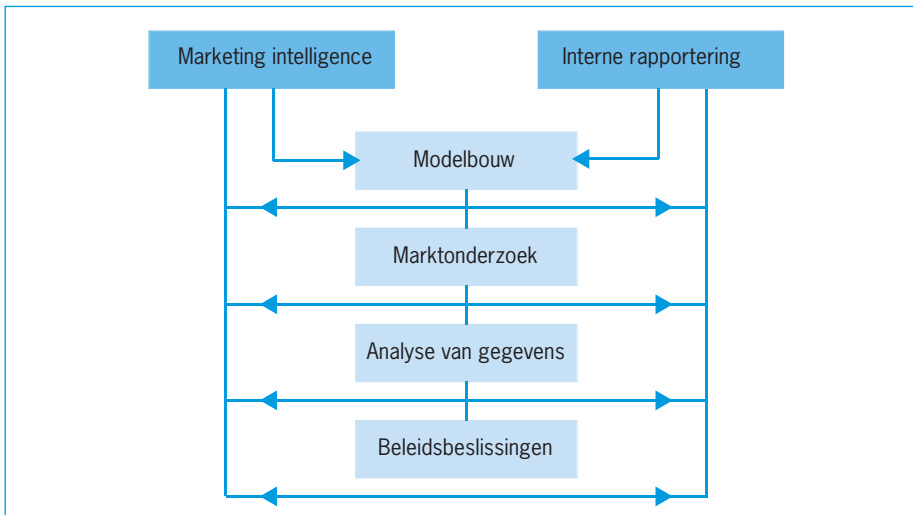 Marketing intelligence
Interne rapportering
Modelbouw
Marktonderzoek
Analyse van gegevens
Beleidsbeslissingen